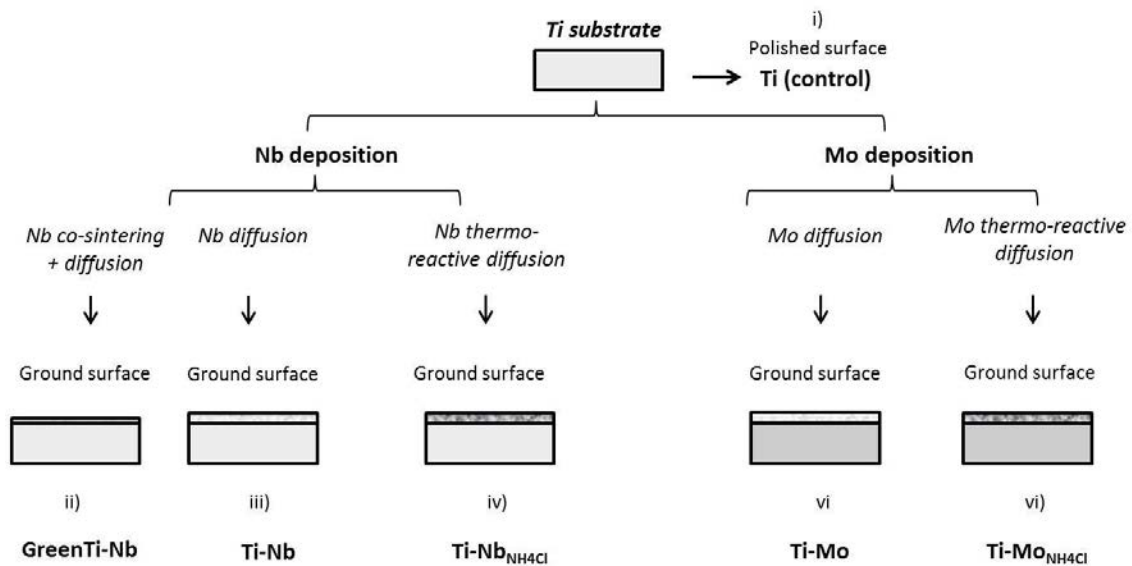 i)
Ti substrate
Polished surface
Ti (control)
Nb deposition
Mo deposition
Nb co-sintering
+ diffusion
Nb diffusion
Nb thermo-
reactive diffusion
Mo diffusion
Mo thermo-reactive
diffusion
Ground surface
Ground surface
Ground surface
Ground surface
Ground surface
ii)
iii)
iv)
vi
vi)
GreenTi-Nb
Ti-Nb
Ti-NbNH4Cl
Ti-Mo
Ti-MoNH4Cl